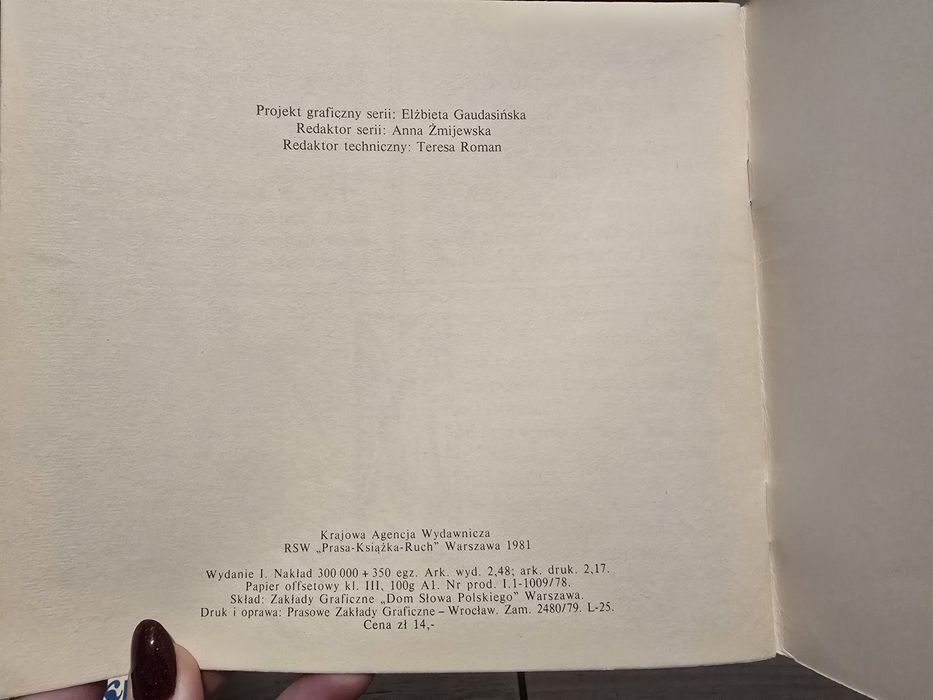 Projekt graficzny serii: Elżbieta Gaudasińska
Redaktor serii: Anna Żmijewska
Redaktor techniczny: Teresa Roman
Krajowa Agencja Wydawnicza
RSW „Prasa-Książka-Ruch” Warszawa 1981
Wydanie I. Nakład 300 000 + 350 egz. Ark. wyd. 2,48; ark. druk. 2,17.
Papier offsetowy kl. III, 100g A1. Nr prod. I.1-1009/78.
Skład: Zakłady Graficzne „Dom Słowa Polskiego” Warszawa.
Druk i oprawa: Prasowe Zakłady Graficzne – Wrocław. Zam. 2480/79. L-25.
Cena zł 14,-